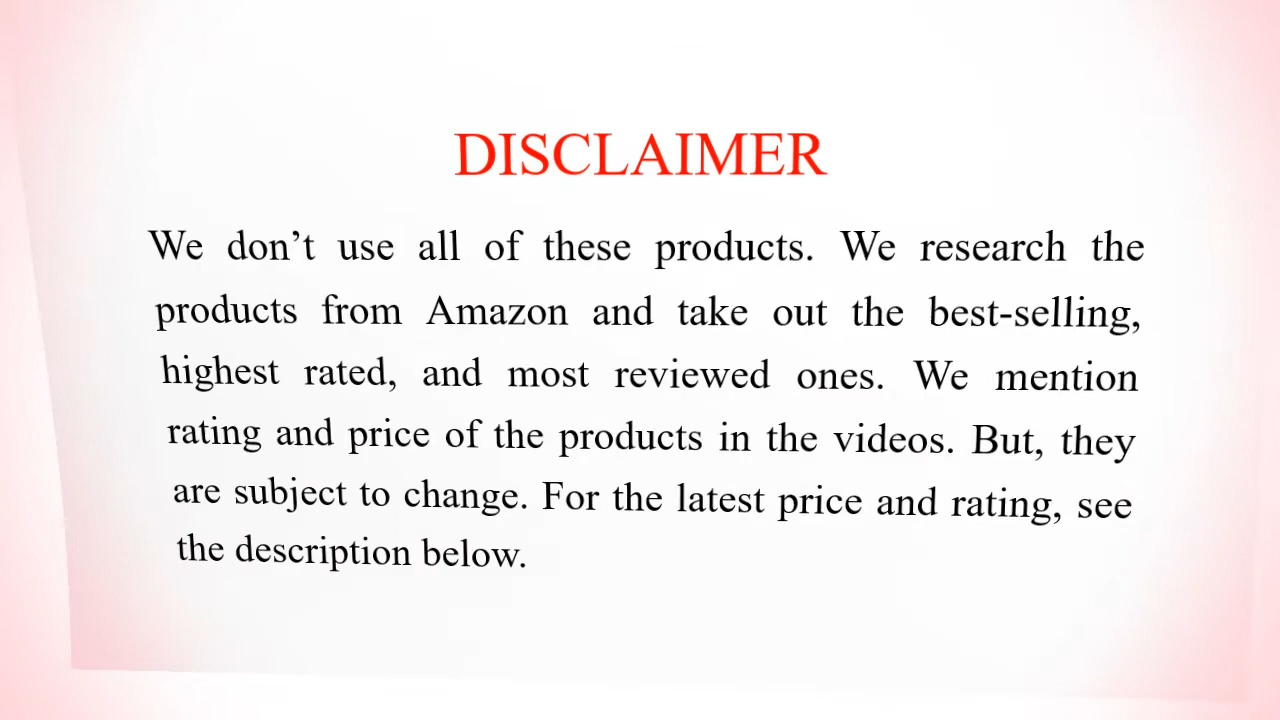 DISCLAIMER
We don’t use all of these products. We research the
products from Amazon and take out the best-selling,
highest rated, and most reviewed ones. We mention
rating and price of the products in the videos. But, they
are subject to change. For the latest price and rating, see
the description below.